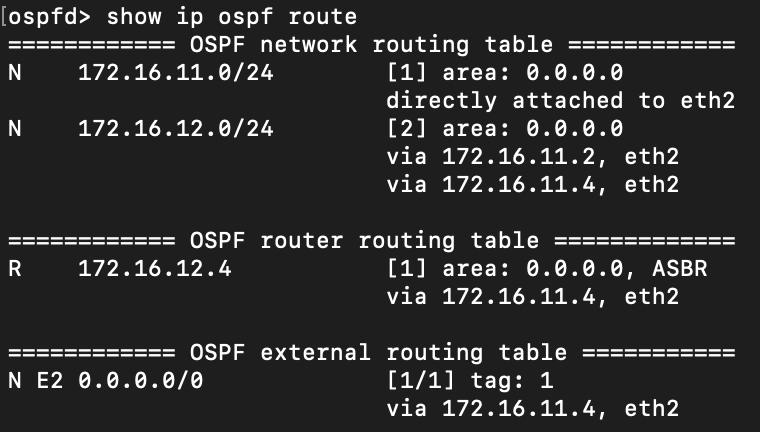 [ospfd> show ip ospf route
============ OSPF network routing table ============
N    172.16.11.0/24        [1] area: 0.0.0.0
                           directly attached to eth2
N    172.16.12.0/24        [2] area: 0.0.0.0
                           via 172.16.11.2, eth2
                           via 172.16.11.4, eth2

============ OSPF router routing table =============
R    172.16.12.4           [1] area: 0.0.0.0, ASBR
                           via 172.16.11.4, eth2

============ OSPF external routing table ===========
N E2 0.0.0.0/0             [1/1] tag: 1
                           via 172.16.11.4, eth2